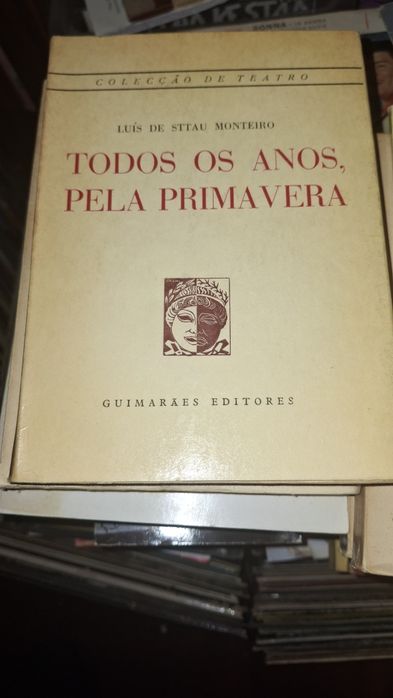 COLECÇÃO DE TEATRO
LUÍS DE STTAU MONTEIRO
TODOS OS ANOS,
PELA PRIMAVERA
GUIMARÃES EDITORES